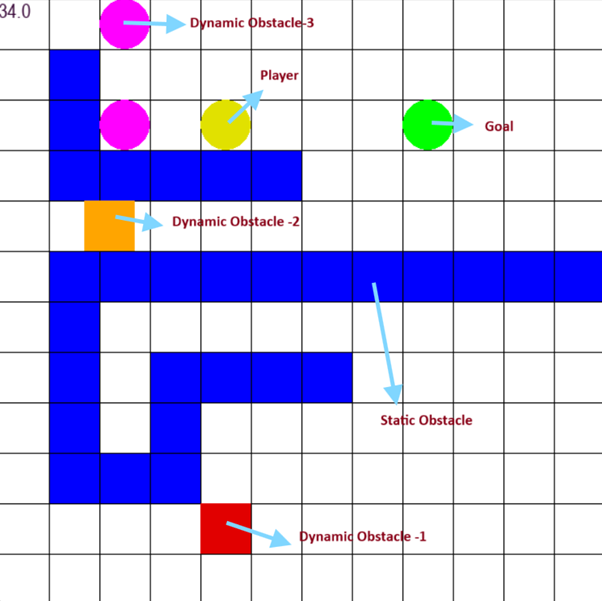 34.0
Dynamic Obstacle-3
Player
Goal
Dynamic Obstacle -2
Static Obstacle
Dynamic Obstacle -1